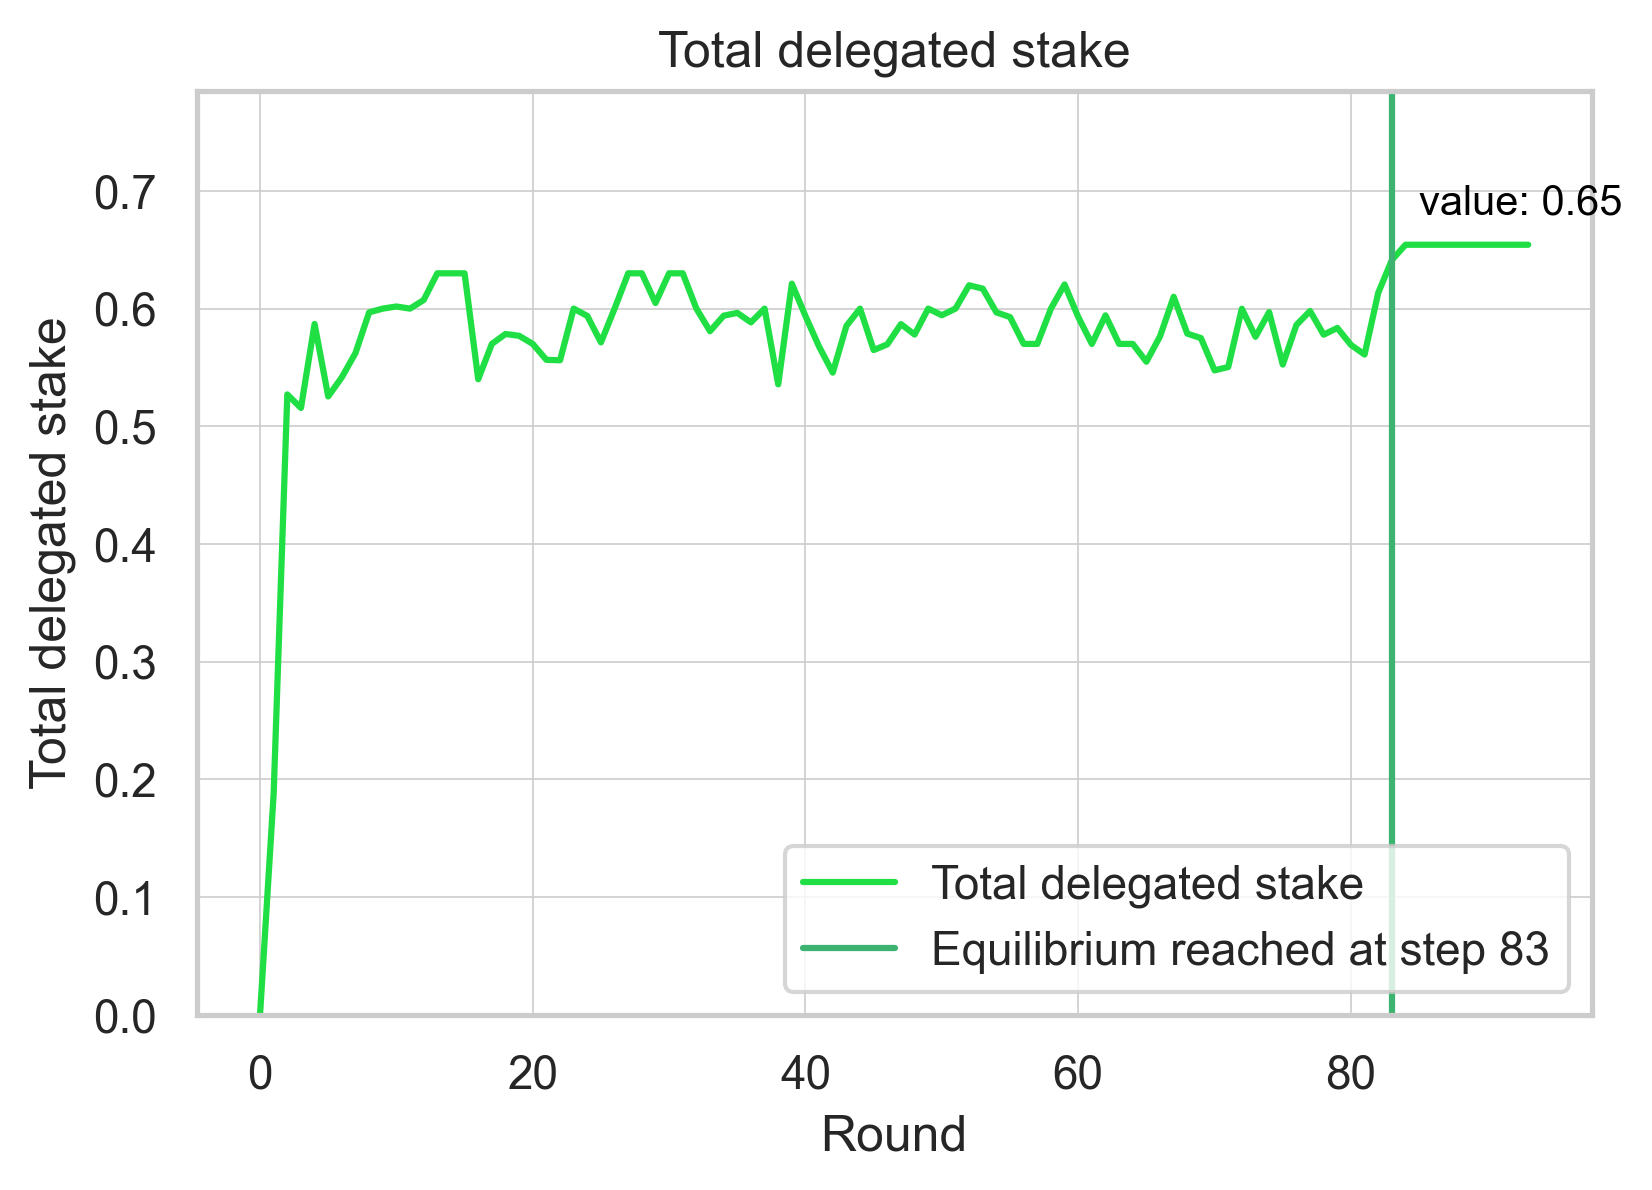 Total delegated stake
Total delegated stake
0.7
0.6
0.5
0.4
0.3
0.2
0.1
0.0
value: 0.65
Total delegated stake
Equilibrium reached at step 83
0 20 40 60 80
Round